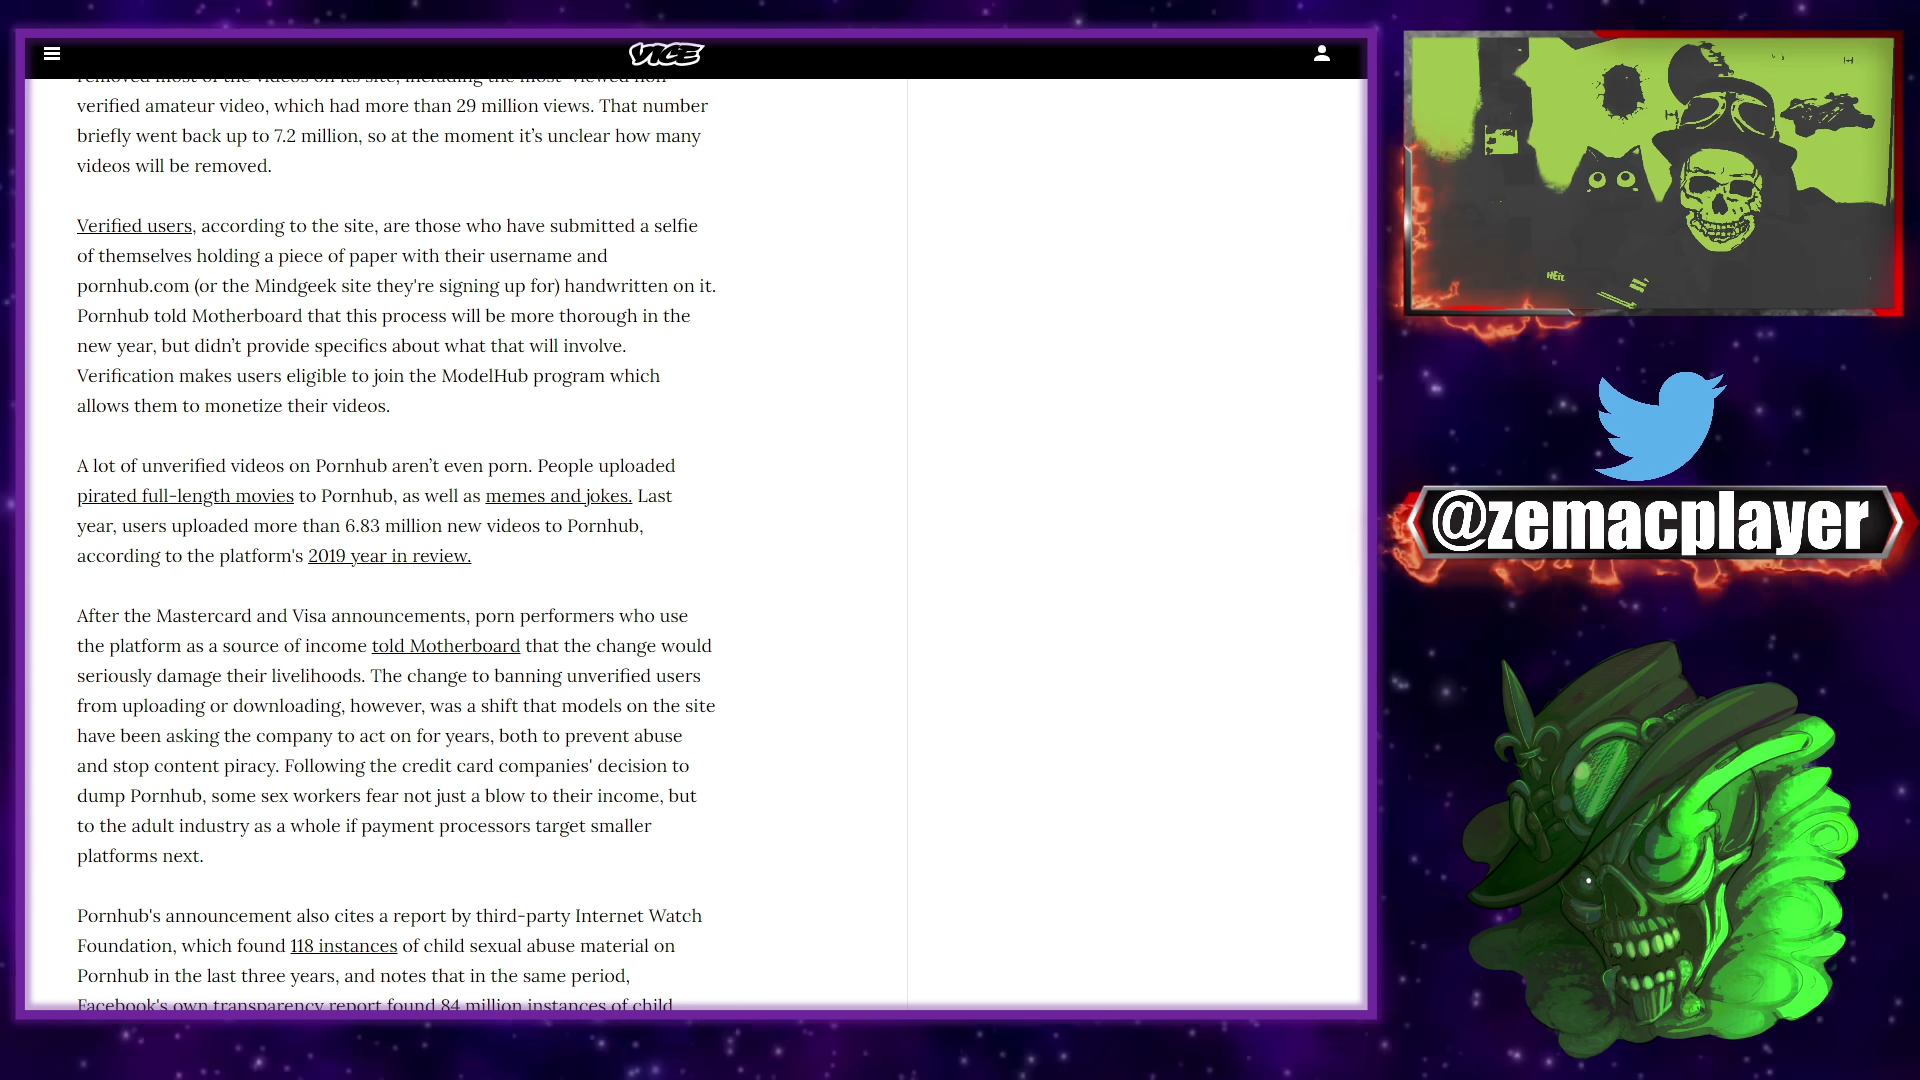 VICE
removed most of the videos on its site, including the most-viewed non-
verified amateur video, which had more than 29 million views. That number
briefly went back up to 7.2 million, so at the moment it’s unclear how many
videos will be removed.
Verified users, according to the site, are those who have submitted a selfie
of themselves holding a piece of paper with their username and
pornhub.com (or the Mindgeek site they're signing up for) handwritten on it.
Pornhub told Motherboard that this process will be more thorough in the
new year, but didn’t provide specifics about what that will involve.
Verification makes users eligible to join the ModelHub program which
allows them to monetize their videos.
A lot of unverified videos on Pornhub aren’t even porn. People uploaded
pirated full-length movies to Pornhub, as well as memes and jokes. Last
year, users uploaded more than 6.83 million new videos to Pornhub,
according to the platform's 2019 year in review.
After the Mastercard and Visa announcements, porn performers who use
the platform as a source of income told Motherboard that the change would
seriously damage their livelihoods. The change to banning unverified users
from uploading or downloading, however, was a shift that models on the site
have been asking the company to act on for years, both to prevent abuse
and stop content piracy. Following the credit card companies' decision to
dump Pornhub, some sex workers fear not just a blow to their income, but
to the adult industry as a whole if payment processors target smaller
platforms next.
Pornhub's announcement also cites a report by third-party Internet Watch
Foundation, which found 118 instances of child sexual abuse material on
Pornhub in the last three years, and notes that in the same period,
Facebook's own transparency report found 84 million instances of child
@zemacplayer